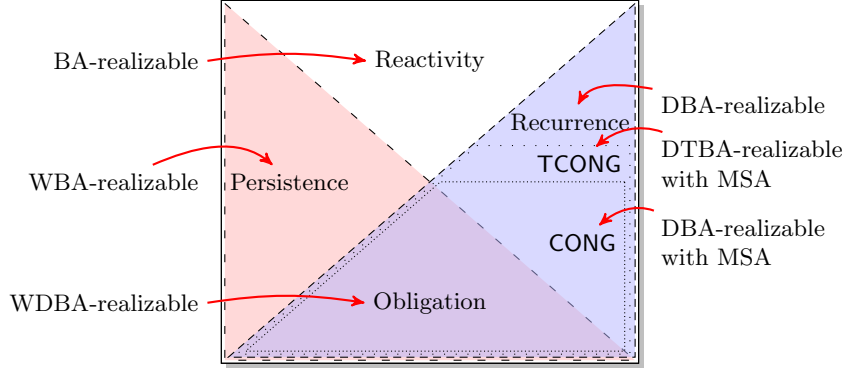 BA-realizable
Reactivity
DBA-realizable
Recurrence
DTBA-realizable
with MSA
TCONG
WBA-realizable
Persistence
DBA-realizable
with MSA
CONG
WDBA-realizable
Obligation